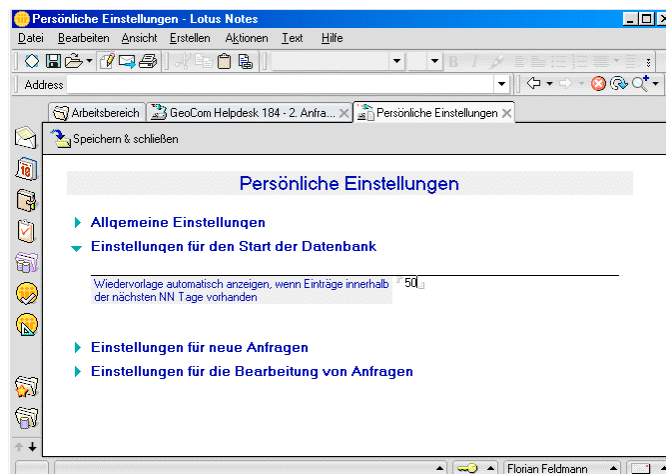 Persönliche Einstellungen - Lotus Notes
Datei Bearbeiten Ansicht Erstellen Aktionen Text Hilfe
Address
Arbeitsbereich GeoCom Helpdesk 184 - 2. Anfra... Persönliche Einstellungen
Speichern & schließen
Persönliche Einstellungen
Allgemeine Einstellungen
Einstellungen für den Start der Datenbank
Wiedervorlage automatisch anzeigen, wenn Einträge innerhalb 50
der nächsten NN Tage vorhanden
Einstellungen für neue Anfragen
Einstellungen für die Bearbeitung von Anfragen
Florian Feldmann